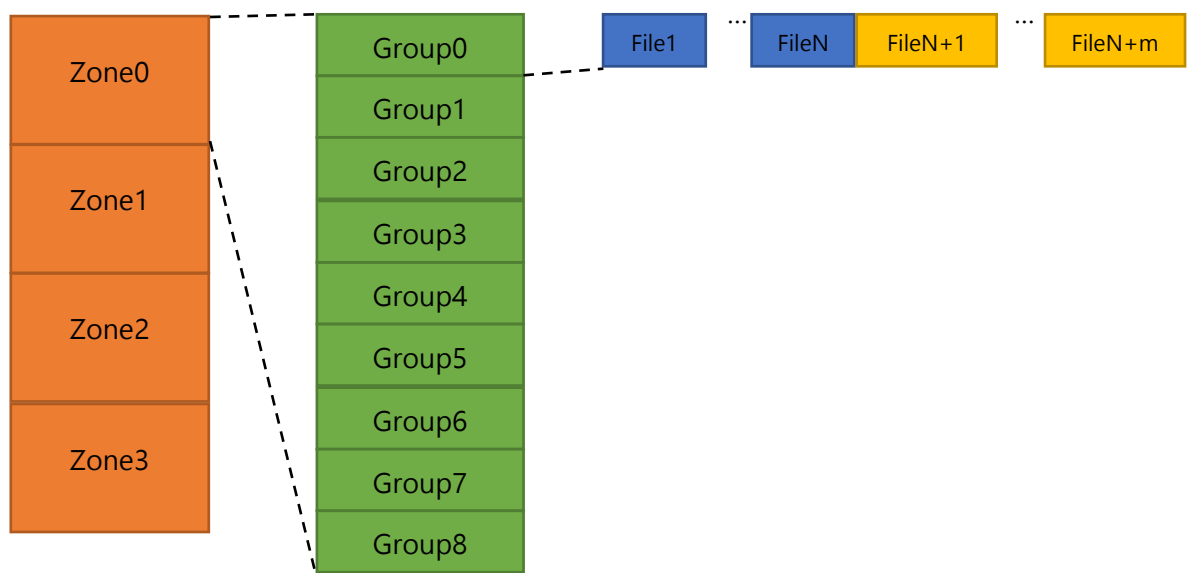 Zone0
Zone1
Zone2
Zone3
Group0
Group1
Group2
Group3
Group4
Group5
Group6
Group7
Group8
File1
...
FileN
FileN+1
...
FileN+m